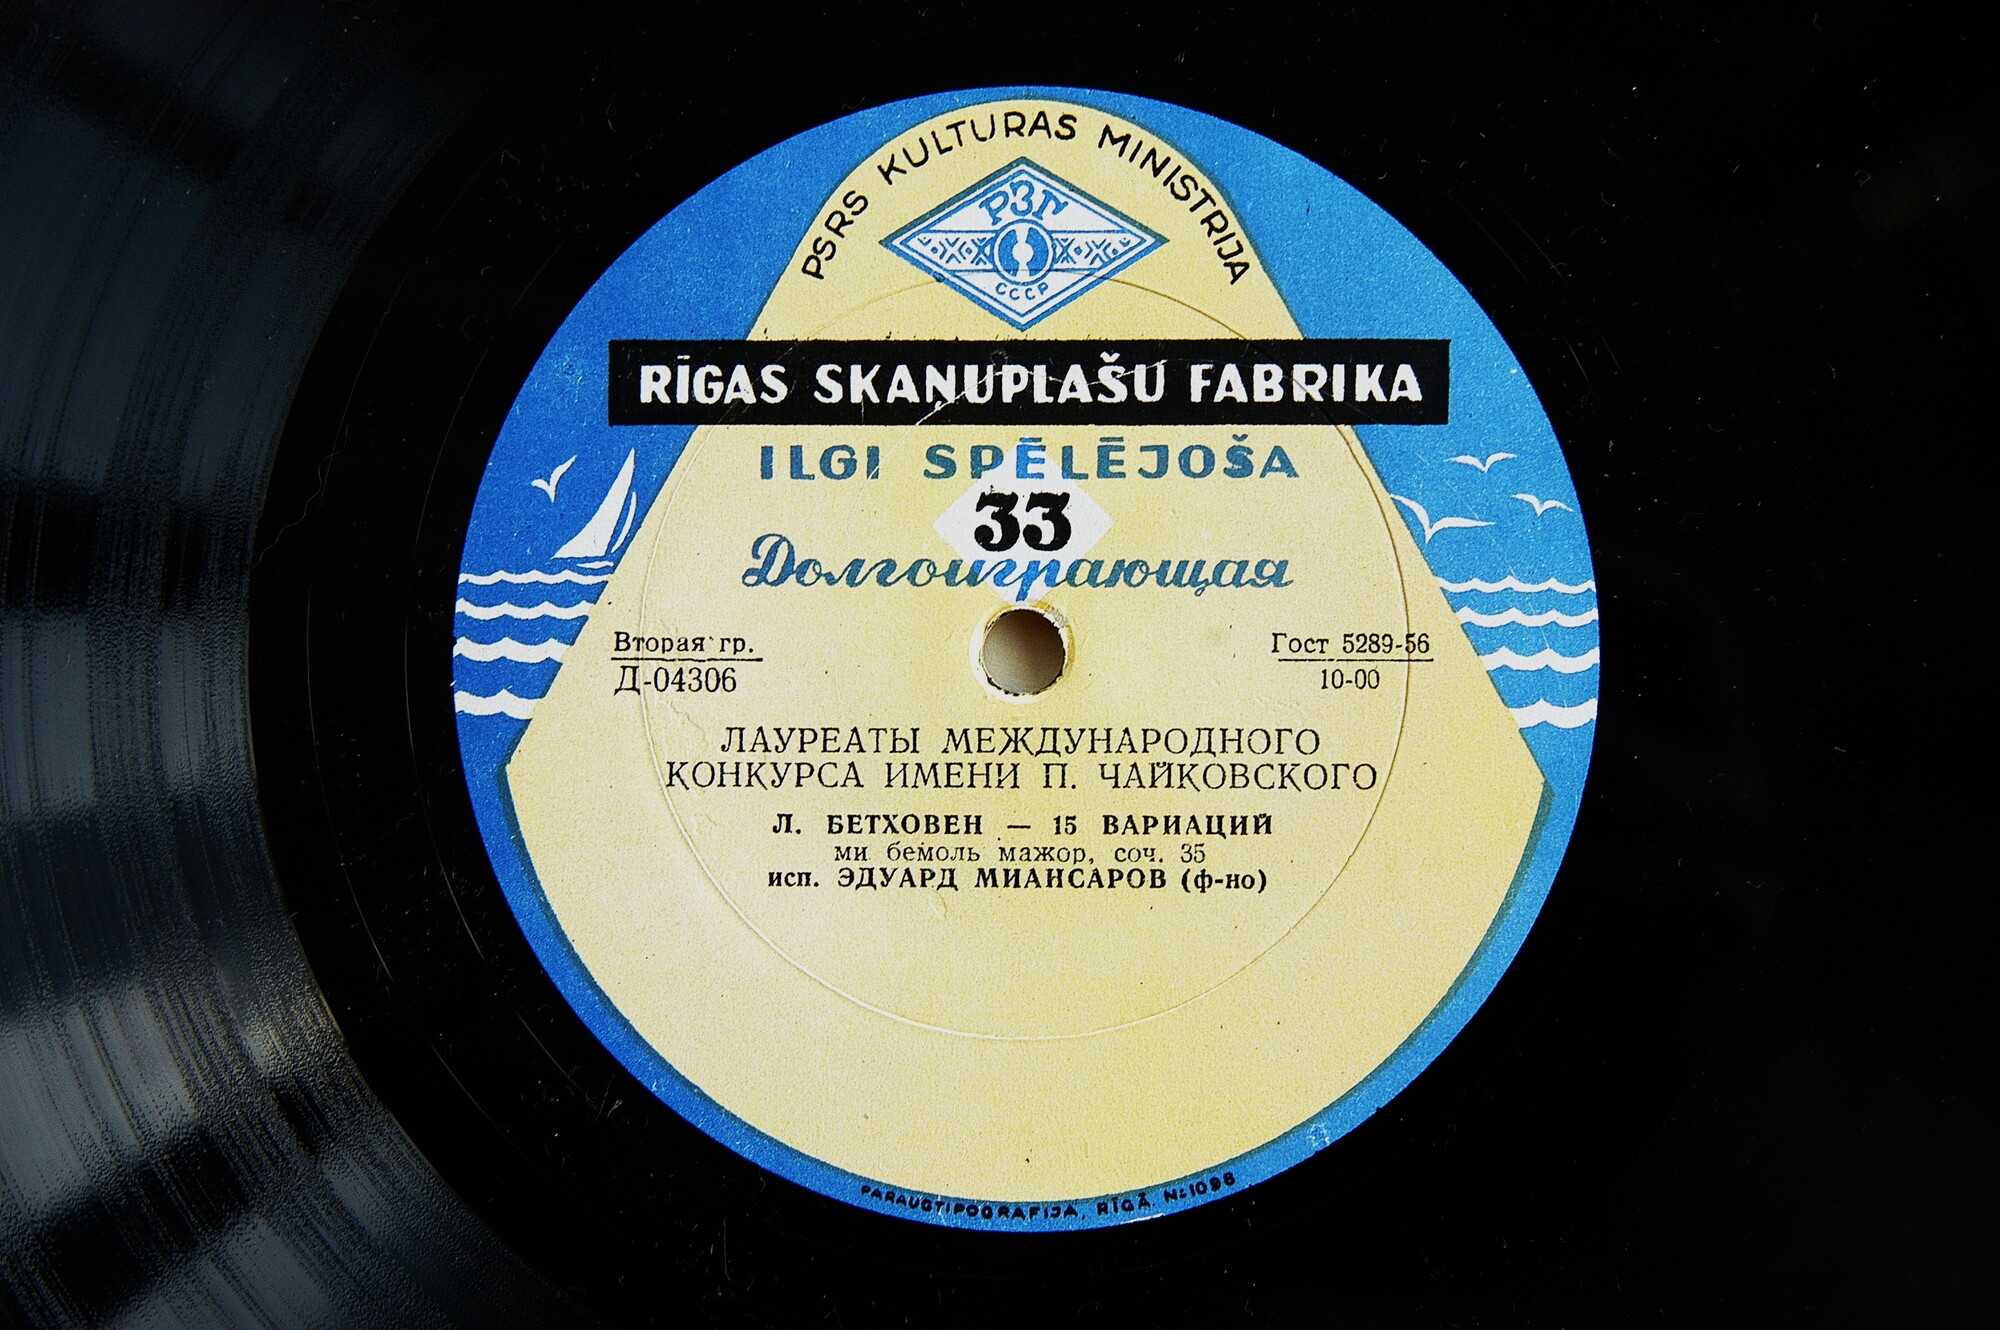 PSRS KULTURAS MINISTRIJA
РЗГ
СССР
RĪGAS SKAŅUPLAŠU FABRIKA
ILGI SPĒLĒJOŠA
33
Долгоиграющая
Вторая гр.
Д-04306
Гост 5289-56
10-00
ЛАУРЕАТЫ МЕЖДУНАРОДНОГО
КОНКУРСА ИМЕНИ П. ЧАЙКОВСКОГО
Л. БЕТХОВЕН — 15 ВАРИАЦИЙ
ми бемоль мажор, соч. 35
исп. ЭДУАРД МИАНСАРОВ (ф-но)
PARAUGTIPOGRAFIJA, RĪGĀ. №1098